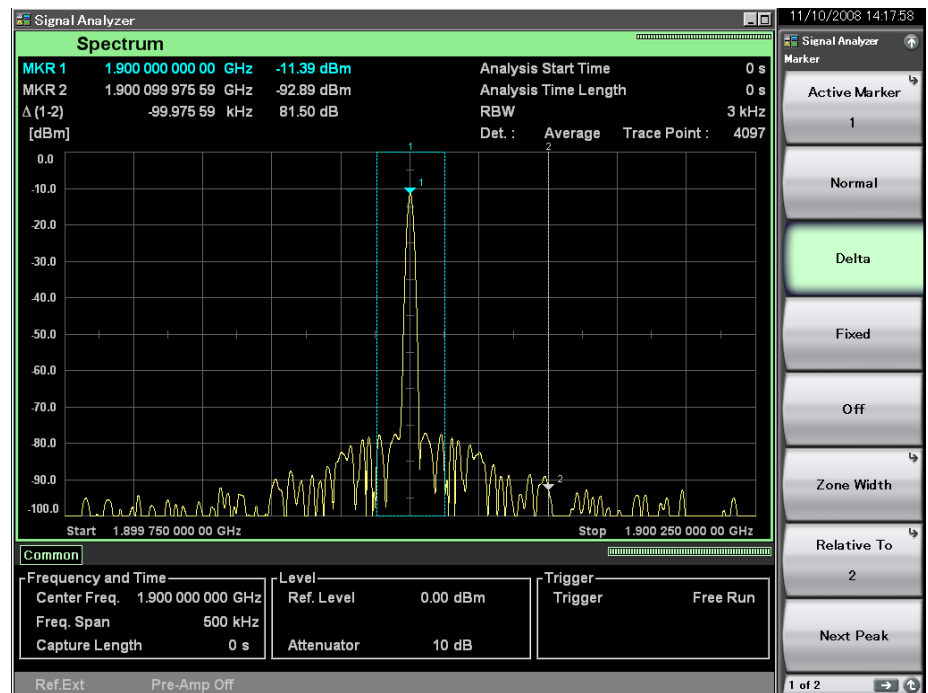 11/10/2008 14:17:58
Signal Analyzer
Spectrum
MKR 1 1.900 000 000 00 GHz -11.39 dBm Analysis Start Time 0 s
MKR 2 1.900 099 975 59 GHz -92.89 dBm Analysis Time Length 0 s
Δ (1-2) -99.975 59 kHz 81.50 dB RBW 3 kHz
[dBm] Det. : Average Trace Point : 4097
1 2
0.0
1
-10.0
-20.0
-30.0
-40.0
-50.0
-60.0
-70.0
-80.0
-90.0
2
-100.0
Start 1.899 750 000 00 GHz Stop 1.900 250 000 00 GHz
Common
Frequency and Time
Center Freq. 1.900 000 000 GHz
Freq. Span 500 kHz
Capture Length 0 s
Level
Ref. Level 0.00 dBm
Attenuator 10 dB
Trigger
Trigger Free Run
Ref.Ext Pre-Amp Off
Signal Analyzer
Marker
Active Marker
1
Normal
Delta
Fixed
Off
Zone Width
Relative To
2
Next Peak
1 of 2